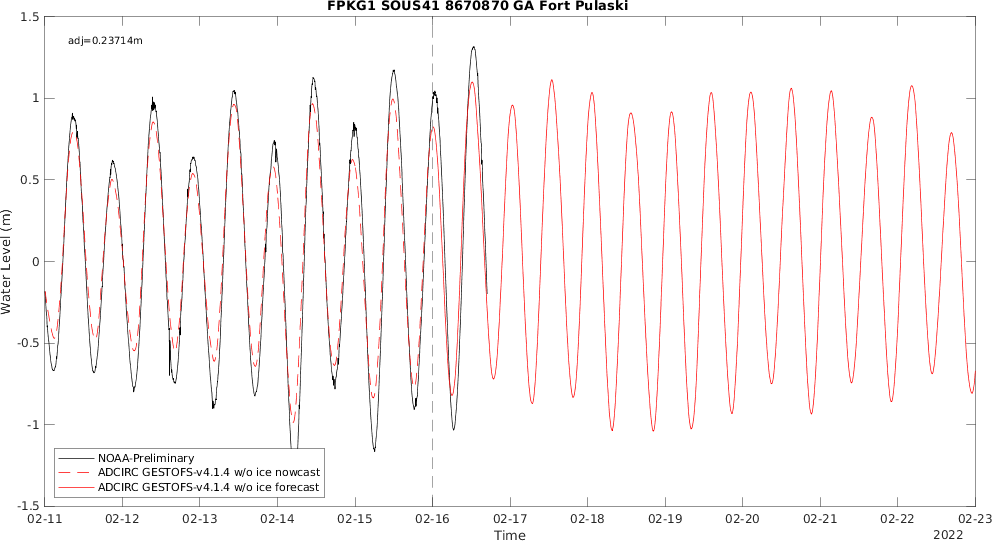 FPKG1 SOUS41 8670870 GA Fort Pulaski
adj=0.23714m
1.5
1
0.5
0
-0.5
-1
-1.5
Water Level (m)
NOAA-Preliminary
ADCIRC GESTOFS-v4.1.4 w/o ice nowcast
ADCIRC GESTOFS-v4.1.4 w/o ice forecast
02-11 02-12 02-13 02-14 02-15 02-16 02-17 02-18 02-19 02-20 02-21 02-22 02-23
Time
2022